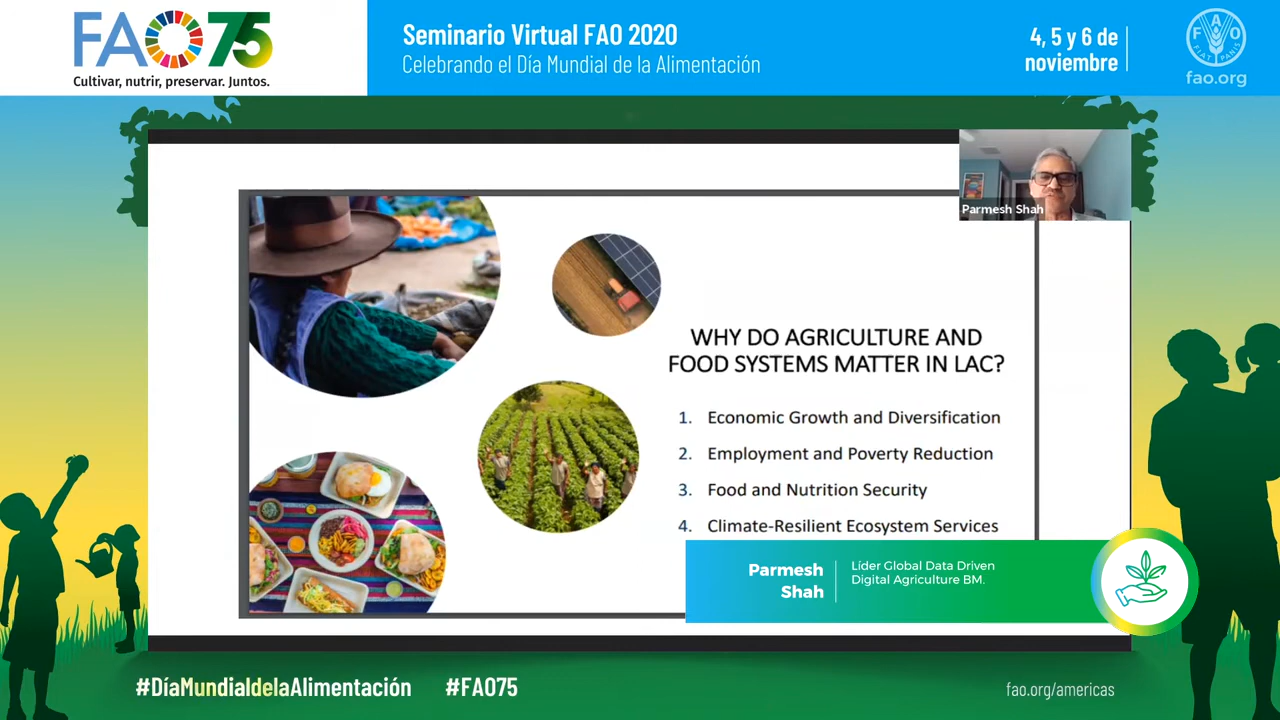 FAO75
Cultivar, nutrir, preservar. Juntos.
Seminario Virtual FAO 2020
Celebrando el Día Mundial de la Alimentación
4, 5 y 6 de
noviembre
F A O
FIAT PANIS
fao.org
Parmesh Shah
WHY DO AGRICULTURE AND
FOOD SYSTEMS MATTER IN LAC?
1. Economic Growth and Diversification
2. Employment and Poverty Reduction
3. Food and Nutrition Security
4. Climate-Resilient Ecosystem Services
Parmesh
Shah
Líder Global Data Driven
Digital Agriculture BM.
#DíaMundialdelaAlimentación
#FAO75
fao.org/americas